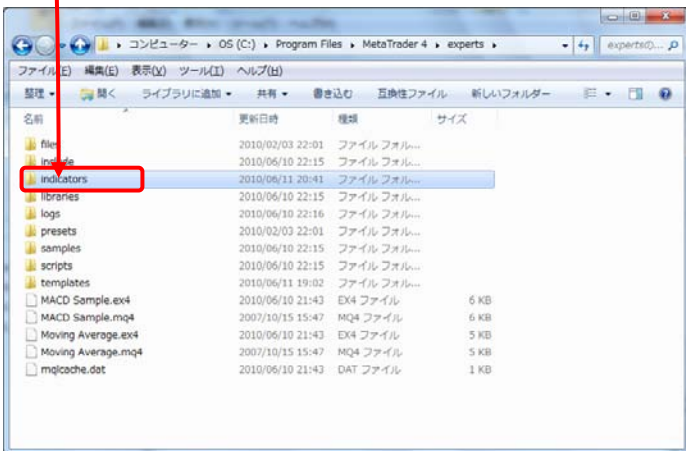 コンピューター ▸ OS (C:) ▸ Program Files ▸ MetaTrader 4 ▸ experts ▸ expertsの...
ファイル(F) 編集(E) 表示(V) ツール(T) ヘルプ(H)
整理 開く ライブラリに追加 共有 書き込む 互換性ファイル 新しいフォルダー
名前 更新日時 種類 サイズ
files 2010/02/03 22:01 ファイル フォル...
include 2010/06/10 22:15 ファイル フォル...
indicators 2010/06/11 20:41 ファイル フォル...
libraries 2010/06/10 22:15 ファイル フォル...
logs 2010/06/10 22:16 ファイル フォル...
presets 2010/02/03 22:01 ファイル フォル...
samples 2010/06/10 22:15 ファイル フォル...
scripts 2010/06/10 22:15 ファイル フォル...
templates 2010/06/11 19:02 ファイル フォル...
MACD Sample.ex4 2010/06/10 21:43 EX4 ファイル 6 KB
MACD Sample.mq4 2007/10/15 15:47 MQ4 ファイル 6 KB
Moving Average.ex4 2010/06/10 21:43 EX4 ファイル 5 KB
Moving Average.mq4 2007/10/15 15:47 MQ4 ファイル 5 KB
mqlcache.dat 2010/06/10 21:43 DAT ファイル 1 KB